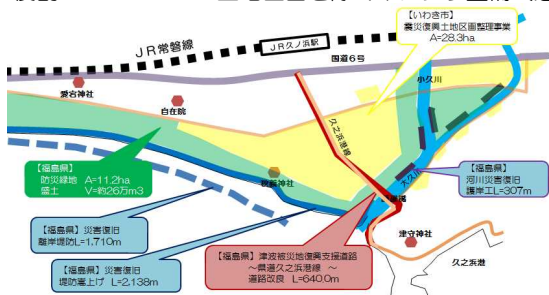 【いわき市】
震災復興土地区画整理事業
A=28.3ha
JR常磐線
JR久ノ浜駅
国道6号
小久川
愛宕神社
自在院
久之浜港線
大久川
【福島県】
防災緑地 A=11.2ha
盛土 V=約26万m3
【福島県】
河川災害復旧
護岸工L=307m
【福島県】災害復旧
離岸堤防L=1,710m
津守神社
久之浜港
【福島県】災害復旧
堤防嵩上げ L=2,138m
【福島県】津波被災地復興支援道路
～県道久之浜港線 ～
道路改良 L=640.0m